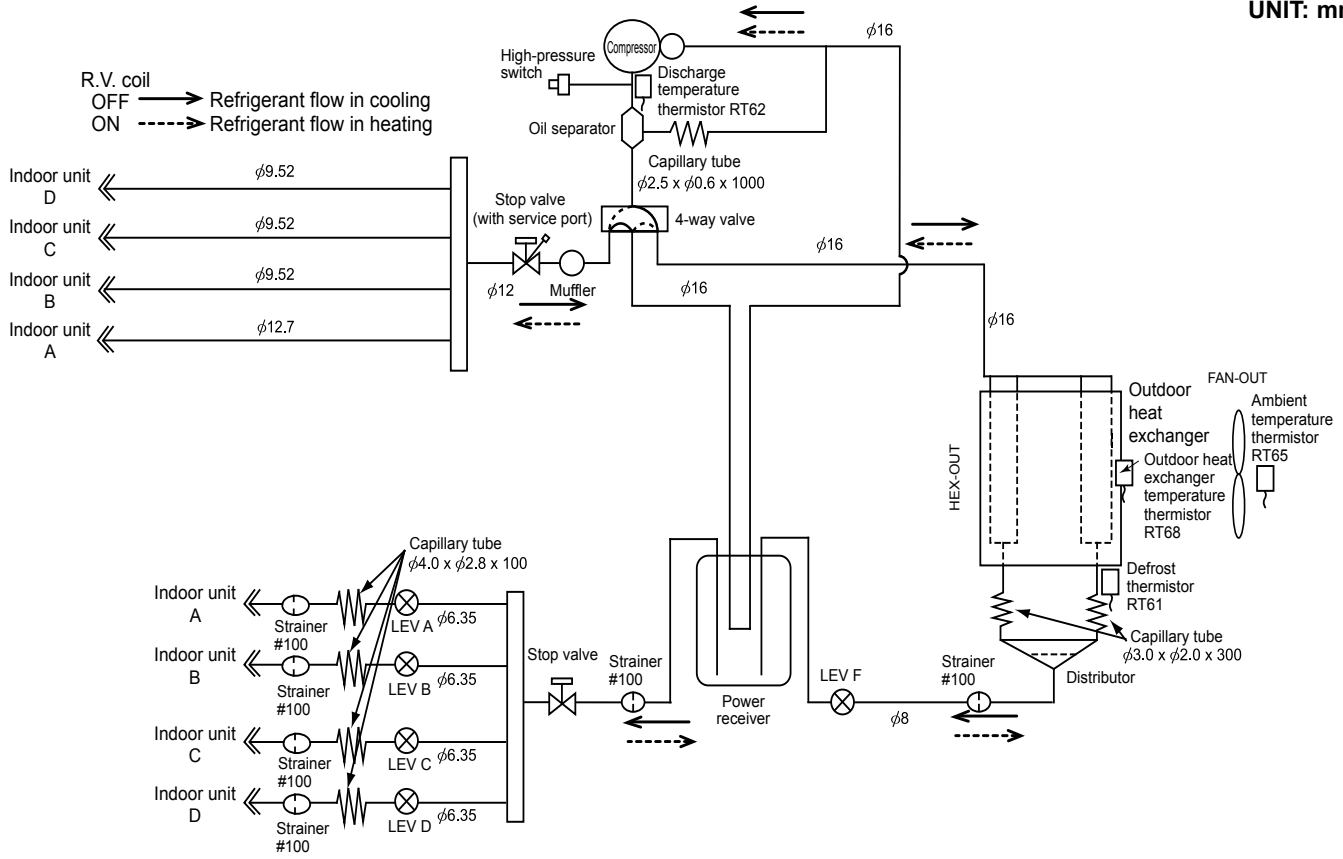 UNIT: mm
R.V. coil
OFF Refrigerant flow in cooling
ON Refrigerant flow in heating
Compressor
ϕ16
High-pressure
switch
Discharge
temperature
thermistor RT62
Oil separator
Capillary tube
ϕ2.5 x ϕ0.6 x 1000
4-way valve
Stop valve
(with service port)
Muffler
ϕ12
ϕ16
ϕ16
ϕ16
Indoor unit
D
ϕ9.52
Indoor unit
C
ϕ9.52
Indoor unit
B
ϕ9.52
Indoor unit
A
ϕ12.7
FAN-OUT
Outdoor
heat
exchanger
HEX-OUT
Ambient
temperature
thermistor
RT65
Outdoor heat
exchanger
temperature
thermistor
RT68
Defrost
thermistor
RT61
Capillary tube
ϕ3.0 x ϕ2.0 x 300
Distributor
Strainer
#100
ϕ8
LEV F
Power
receiver
Strainer
#100
Stop valve
Capillary tube
ϕ4.0 x ϕ2.8 x 100
Indoor unit
A
Strainer
#100
LEV A
ϕ6.35
Indoor unit
B
Strainer
#100
LEV B
ϕ6.35
Indoor unit
C
Strainer
#100
LEV C
ϕ6.35
Indoor unit
D
Strainer
#100
LEV D
ϕ6.35